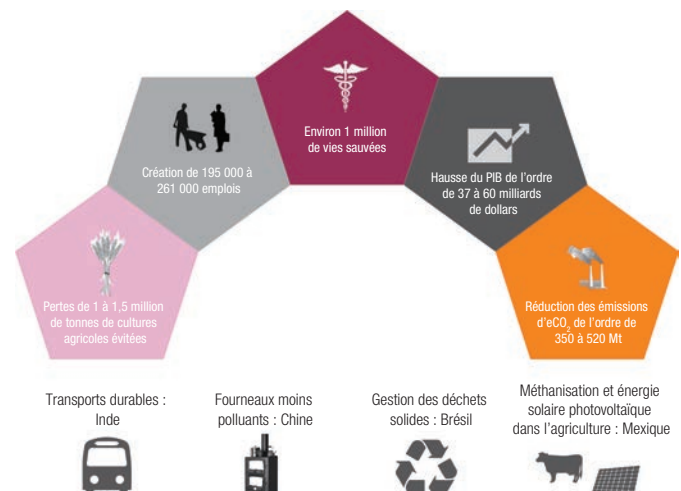 Environ 1 million
de vies sauvées
Création de 195 000 à
261 000 emplois
Hausse du PIB de l'ordre
de 37 à 60 milliards
de dollars
Pertes de 1 à 1,5 million
de tonnes de cultures
agricoles évitées
Réduction des émissions
d'eCO₂ de l'ordre de
350 à 520 Mt
Transports durables :
Inde
Fourneaux moins
polluants : Chine
Gestion des déchets
solides : Brésil
Méthanisation et énergie
solaire photovoltaïque
dans l'agriculture : Mexique